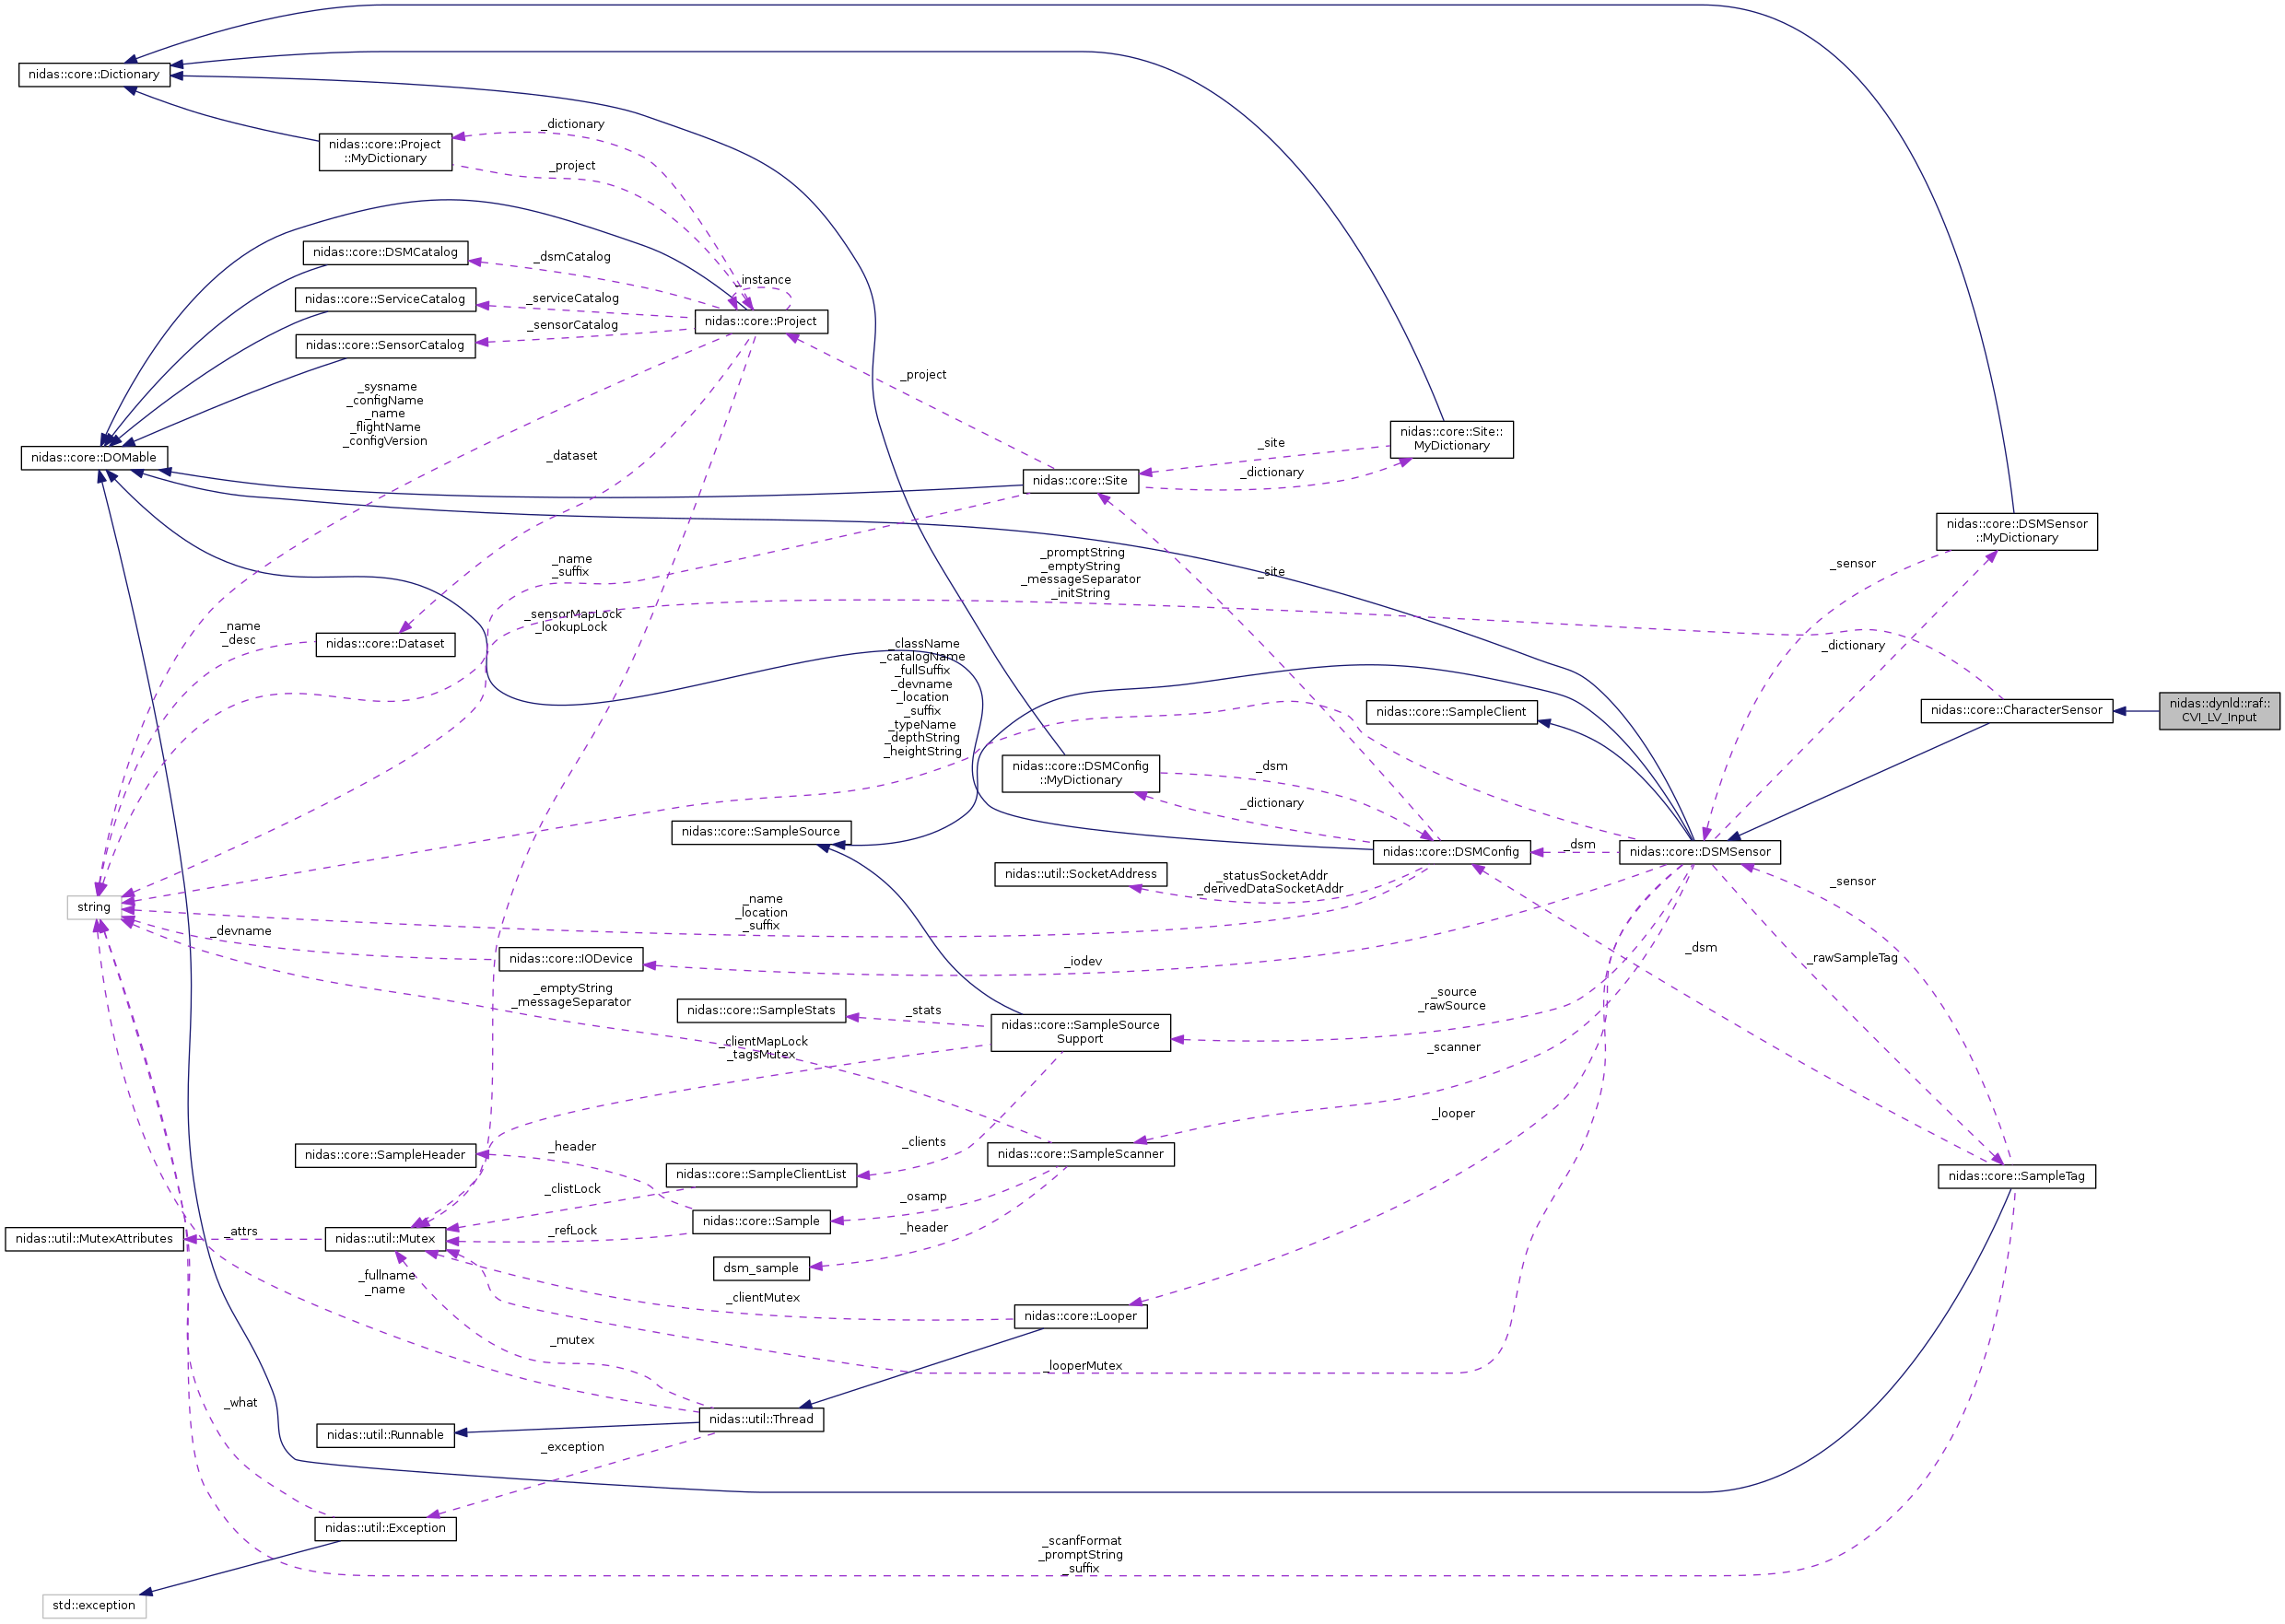 nidas::core::Dictionary
_dictionary
nidas::core::Project
::MyDictionary
_project
nidas::core::DSMCatalog
_dsmCatalog
_instance
nidas::core::ServiceCatalog
_serviceCatalog
nidas::core::Project
_sensorCatalog
nidas::core::SensorCatalog
_project
_sysname
_configName
_name
_flightName
_configVersion
nidas::core::Site::
MyDictionary
_site
nidas::core::DOMable
_dataset
_dictionary
nidas::core::Site
nidas::core::DSMSensor
::MyDictionary
_name
_suffix
_promptString
_emptyString
_messageSeparator
_initString
_site
_sensor
_sensorMapLock
_lookupLock
_name
_desc
nidas::core::Dataset
_dictionary
_className
_catalogName
_fullSuffix
_devname
_location
_suffix
_typeName
_depthString
_heightString
nidas::core::SampleClient
nidas::core::CharacterSensor
nidas::dynld::raf::
CVI_LV_Input
nidas::core::DSMConfig
::MyDictionary
_dsm
_dictionary
nidas::core::SampleSource
nidas::core::DSMConfig
_dsm
nidas::core::DSMSensor
nidas::util::SocketAddress
_statusSocketAddr
_derivedDataSocketAddr
_sensor
string
_name
_location
_suffix
_devname
nidas::core::IODevice
_iodev
_dsm
_rawSampleTag
_emptyString
_messageSeparator
nidas::core::SampleStats
_stats
nidas::core::SampleSource
Support
_source
_rawSource
_clientMapLock
_tagsMutex
_scanner
_looper
nidas::core::SampleHeader
_header
_clients
nidas::core::SampleScanner
nidas::core::SampleClientList
nidas::core::SampleTag
_clistLock
_osamp
nidas::core::Sample
_refLock
_header
nidas::util::MutexAttributes
_attrs
nidas::util::Mutex
dsm_sample
_fullname
_name
_clientMutex
nidas::core::Looper
_mutex
_looperMutex
_what
nidas::util::Thread
nidas::util::Runnable
_exception
nidas::util::Exception
_scanfFormat
_promptString
_suffix
std::exception